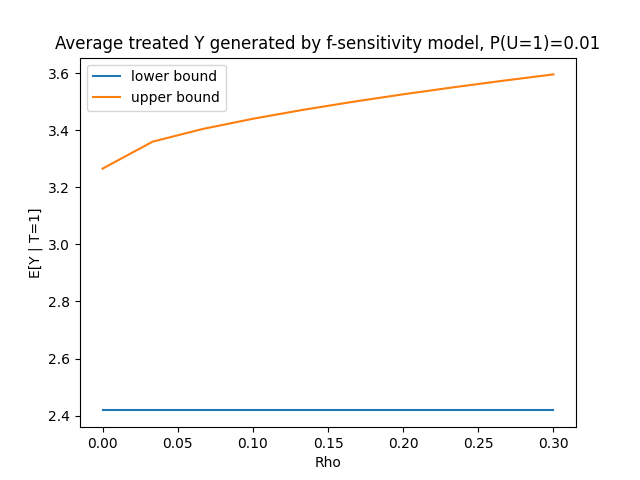 Average treated Y generated by f-sensitivity model, P(U=1)=0.01
lower bound
upper bound
E[Y | T=1]
3.6
3.4
3.2
3.0
2.8
2.6
2.4
0.00 0.05 0.10 0.15 0.20 0.25 0.30
Rho